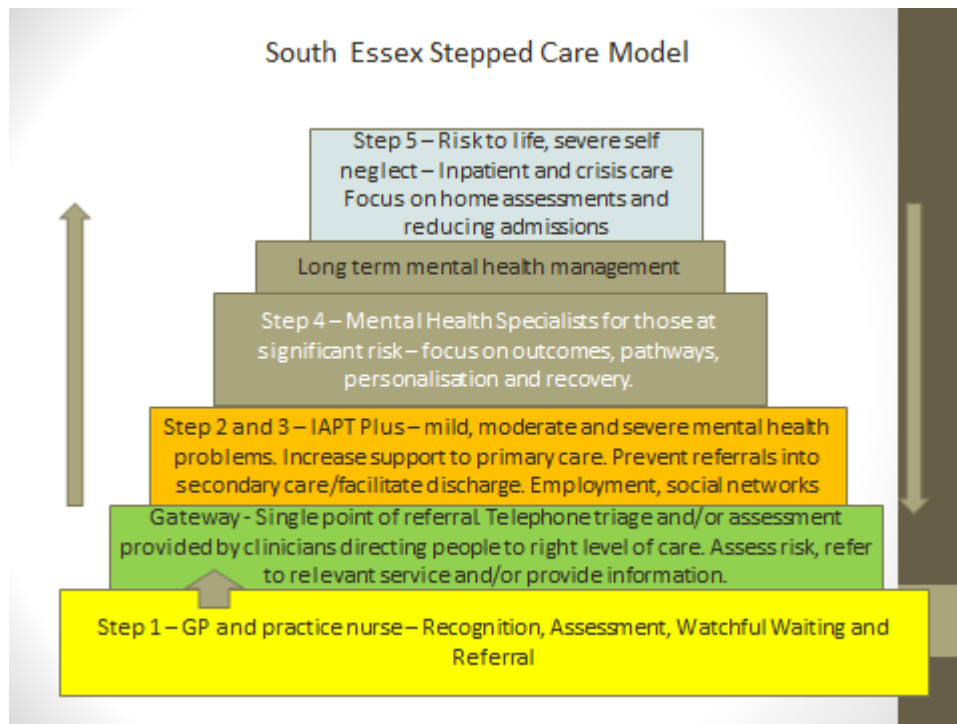 South Essex Stepped Care Model
Step 5 – Risk to life, severe self
neglect – Inpatient and crisis care
Focus on home assessments and
reducing admissions
Long term mental health management
Step 4 – Mental Health Specialists for those at
significant risk – focus on outcomes, pathways,
personalisation and recovery.
Step 2 and 3 – IAPT Plus – mild, moderate and severe mental health
problems. Increase support to primary care. Prevent referrals into
secondary care/facilitate discharge. Employment, social networks
Gateway - Single point of referral. Telephone triage and/or assessment
provided by clinicians directing people to right level of care. Assess risk, refer
to relevant service and/or provide information.
Step 1 – GP and practice nurse – Recognition, Assessment, Watchful Waiting and
Referral